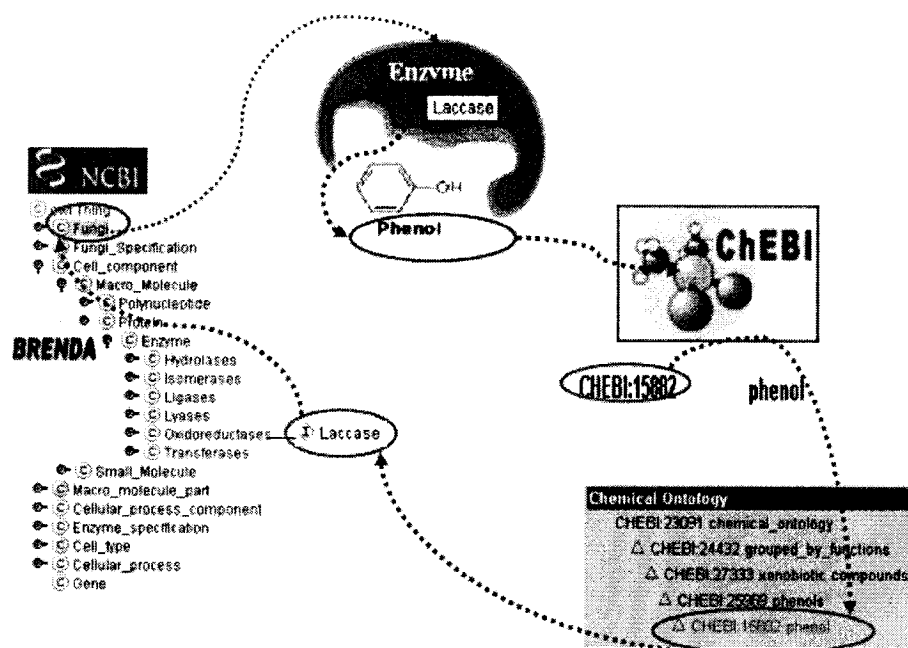 Enzyme
Laccase
OH
Phenol
NCBI
Fungi
Fungi_Specification
Cell_component
Macro_Molecule
Polynucleotide
Protein
BRENDA
Enzyme
Hydrolases
Isomerases
Ligases
Lyases
Oxidoreductases
I Laccase
Transferases
Small_Molecule
Macro_molecule_part
Cellular_process_component
Enzyme_specification
Cell_type
Cellular_process
Gene
ChEBI
CHEBI:15882
phenol
Chemical Ontology
CHEBI:23091 chemical_ontology
CHEBI:24432 grouped_by_functions
CHEBI:27333 xenobiotic compounds
phenols
CHEBI:15882 phenol